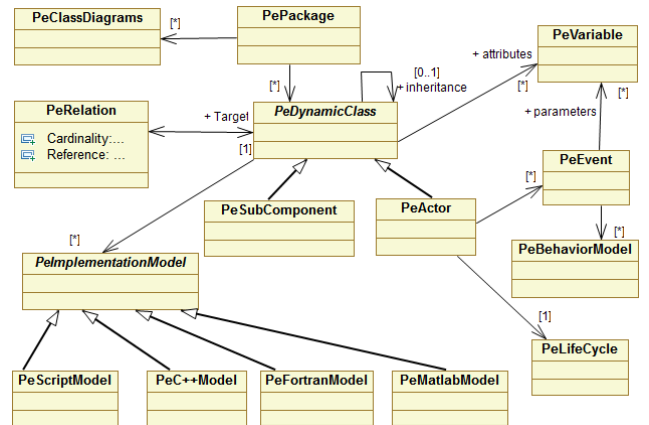 PeClassDiagrams
[*]
PePackage
PeVariable
+ attributes
[*]
[*]
[0..1]
+ inheritance
[*]
PeRelation
Cardinality:...
Reference: ...
+ Target
[1]
PeDynamicClass
+ parameters
PeEvent
[*]
PeSubComponent
PeActor
[*]
PeBehaviorModel
[*]
PeImplementationModel
[1]
PeLifeCycle
PeScriptModel
PeC++Model
PeFortranModel
PeMatlabModel